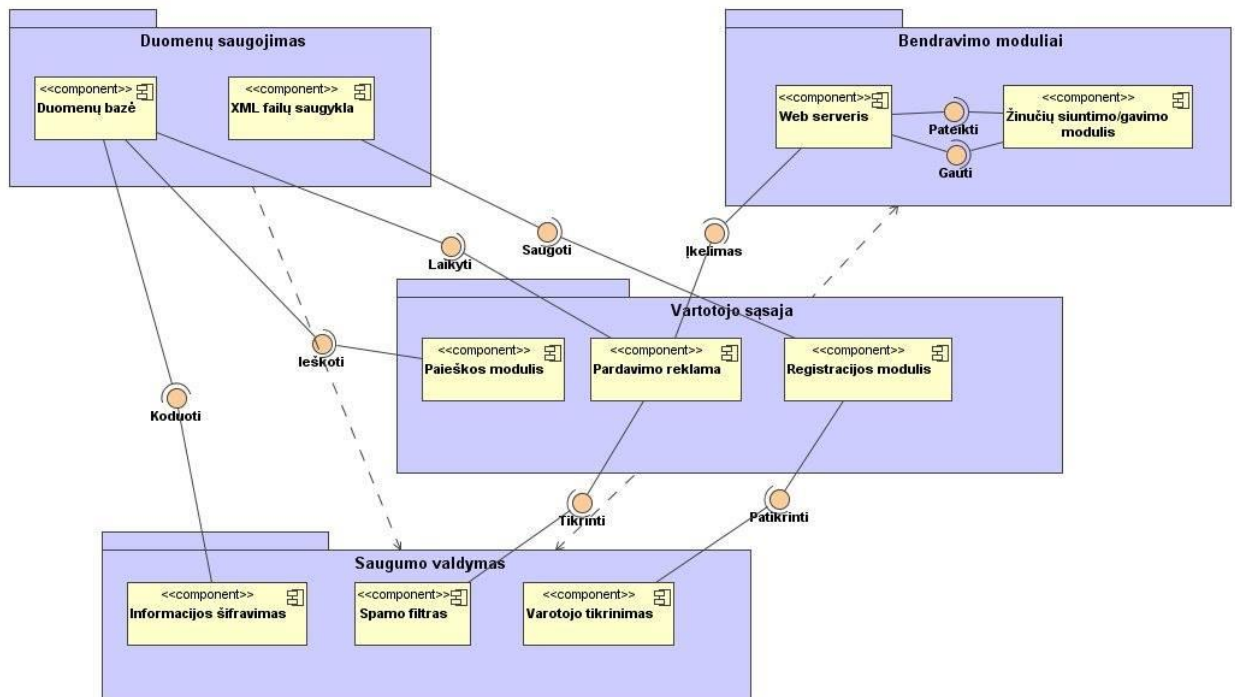 Duomenų saugojimas
<<component>>
Duomenų bazė
<<component>>
XML failų saugykla
Bendravimo moduliai
<<component>>
Web serveris
Pateikti
Gauti
<<component>>
Žinučių siuntimo/gavimo
modulis
Laikyti
Saugoti
Įkelimas
Ieškoti
Koduoti
Vartotojo sąsaja
<<component>>
Paieškos modulis
<<component>>
Pardavimo reklama
<<component>>
Registracijos modulis
Tikrinti
Patikrinti
Saugumo valdymas
<<component>>
Informacijos šifravimas
<<component>>
Spamo filtras
<<component>>
Varotojo tikrinimas